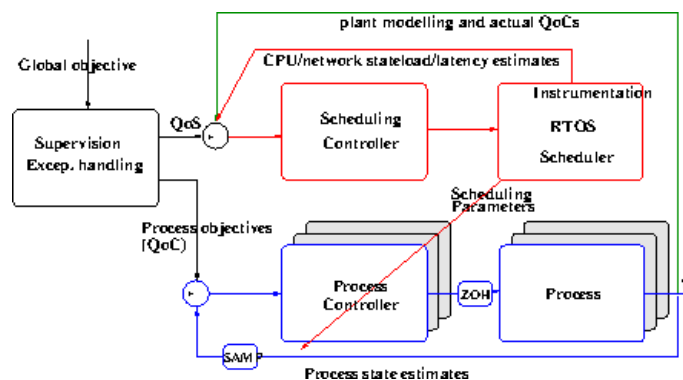 plant modelling and actual QoCs
Global objective
CPU/network stateload/latency estimates
Instrumentation
QoS
Scheduling
Controller
RTOS
Scheduler
Supervision
Excep. handling
Scheduling
Parameters
Process objectives
(QoC)
Process
Controller
ZOH
Process
SAM
Process state estimates